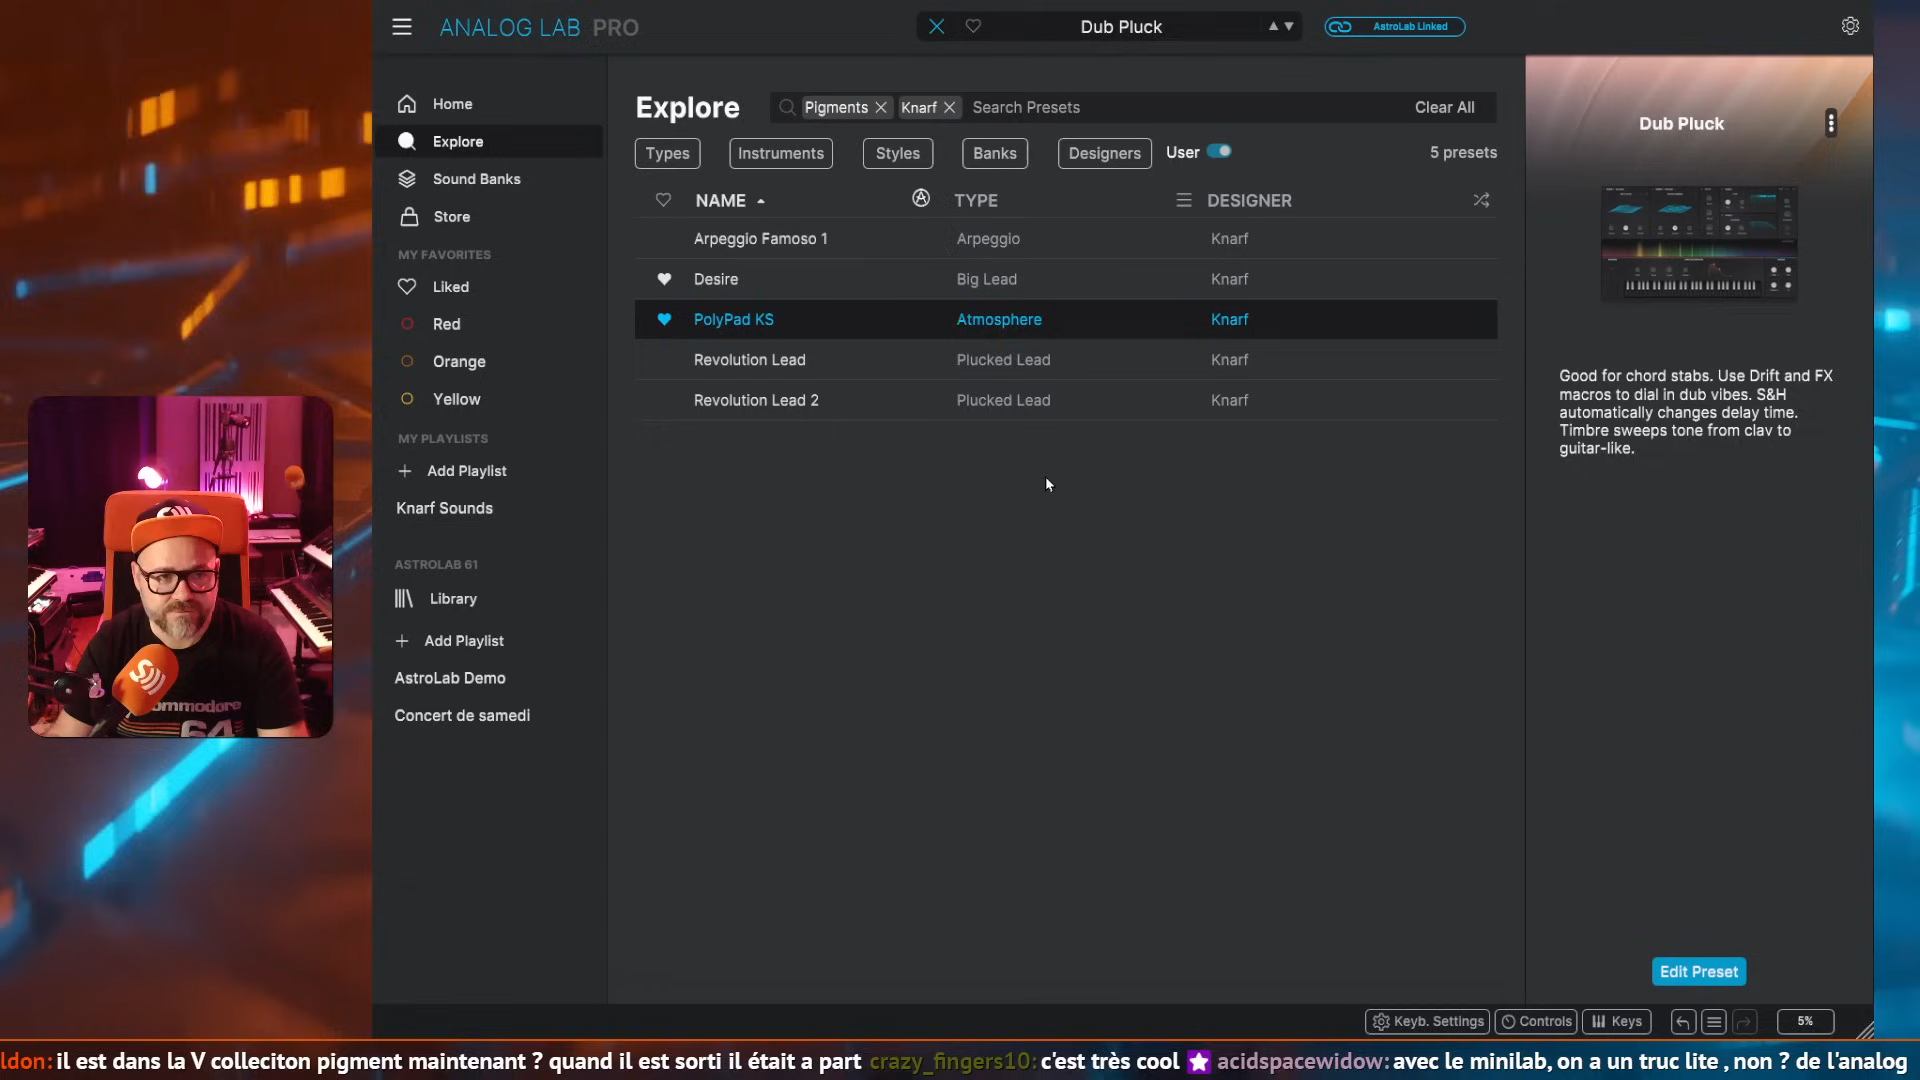 ANALOG LAB PRO
Dub Pluck
AstroLab Linked
Home
Explore
Sound Banks
Store
MY FAVORITES
Liked
Red
Orange
Yellow
MY PLAYLISTS
Add Playlist
Knarf Sounds
ASTROLAB 61
Library
Add Playlist
AstroLab Demo
Concert de samedi
Explore
Pigments
Knarf
Search Presets
Clear All
Types
Instruments
Styles
Banks
Designers
User
5 presets
NAME TYPE DESIGNER
Arpeggio Famoso 1 Arpeggio Knarf
Desire Big Lead Knarf
PolyPad KS Atmosphere Knarf
Revolution Lead Plucked Lead Knarf
Revolution Lead 2 Plucked Lead Knarf
Dub Pluck
Good for chord stabs. Use Drift and FX
macros to dial in dub vibes. S&H
automatically changes delay time.
Timbre sweeps tone from clav to
guitar-like.
Edit Preset
Keyb. Settings
Controls
Keys
5%
commodore
64
ldon: il est dans la V colleciton pigment maintenant ? quand il est sorti il était a part crazy_fingers10: c'est très cool acidspacewidow: avec le minilab, on a un truc lite , non ? de l'analog